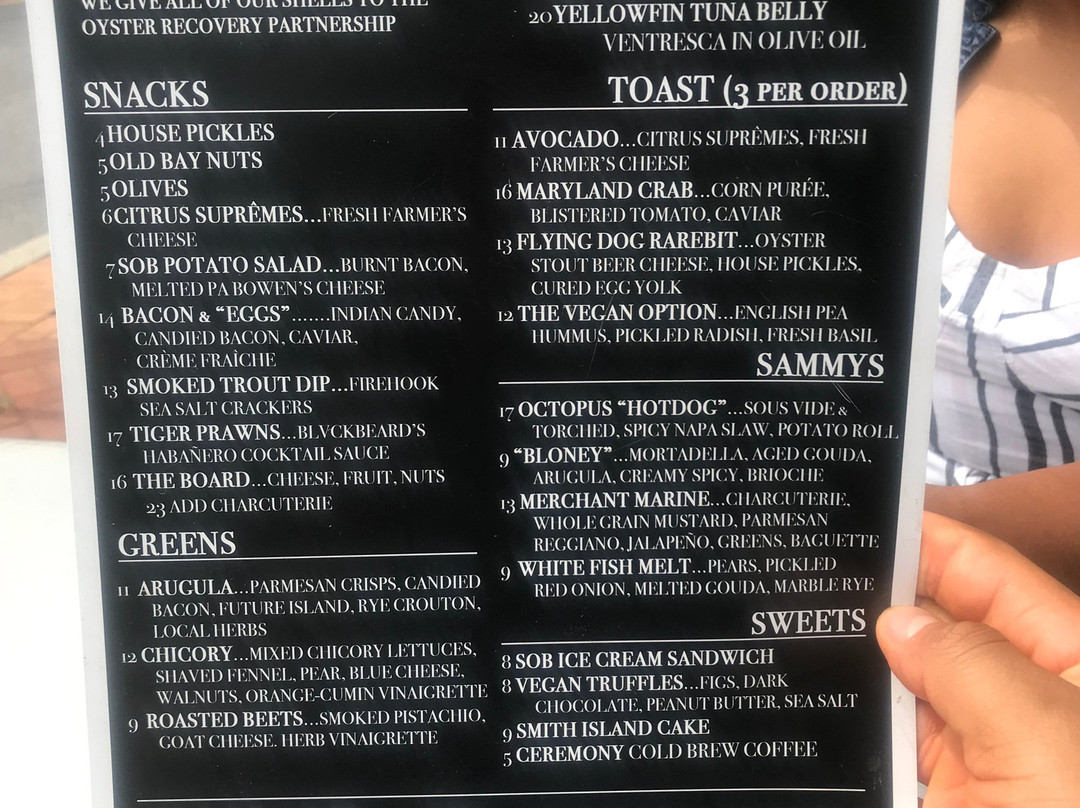 WE GIVE ALL OF OUR SHELLS TO THE
OYSTER RECOVERY PARTNERSHIP
SNACKS
4 HOUSE PICKLES
5 OLD BAY NUTS
5 OLIVES
6 CITRUS SUPRÊMES...FRESH FARMER'S
CHEESE
7 SOB POTATO SALAD...BURNT BACON,
MELTED PA BOWEN'S CHEESE
14 BACON & "EGGS".......INDIAN CANDY,
CANDIED BACON, CAVIAR,
CRÈME FRAÎCHE
13 SMOKED TROUT DIP...FIREHOOK
SEA SALT CRACKERS
17 TIGER PRAWNS...BLVCKBEARD'S
HABAÑERO COCKTAIL SAUCE
16 THE BOARD...CHEESE, FRUIT, NUTS
23 ADD CHARCUTERIE
GREENS
11 ARUGULA...PARMESAN CRISPS, CANDIED
BACON, FUTURE ISLAND, RYE CROUTON,
LOCAL HERBS
12 CHICORY...MIXED CHICORY LETTUCES,
SHAVED FENNEL, PEAR, BLUE CHEESE,
WALNUTS, ORANGE-CUMIN VINAIGRETTE
9 ROASTED BEETS...SMOKED PISTACHIO,
GOAT CHEESE. HERB VINAIGRETTE
20 YELLOWFIN TUNA BELLY
VENTRESCA IN OLIVE OIL
TOAST (3 PER ORDER)
11 AVOCADO...CITRUS SUPRÊMES, FRESH
FARMER'S CHEESE
16 MARYLAND CRAB...CORN PURÉE,
BLISTERED TOMATO, CAVIAR
13 FLYING DOG RAREBIT...OYSTER
STOUT BEER CHEESE, HOUSE PICKLES,
CURED EGG YOLK
12 THE VEGAN OPTION...ENGLISH PEA
HUMMUS, PICKLED RADISH, FRESH BASIL
SAMMYS
17 OCTOPUS "HOTDOG"...SOUS VIDE &
TORCHED, SPICY NAPA SLAW, POTATO ROLL
9 "BLONEY"...MORTADELLA, AGED GOUDA,
ARUGULA, CREAMY SPICY, BRIOCHE
13 MERCHANT MARINE...CHARCUTERIE,
WHOLE GRAIN MUSTARD, PARMESAN
REGGIANO, JALAPEÑO, GREENS, BAGUETTE
9 WHITE FISH MELT...PEARS, PICKLED
RED ONION, MELTED GOUDA, MARBLE RYE
SWEETS
8 SOB ICE CREAM SANDWICH
8 VEGAN TRUFFLES...FIGS, DARK
CHOCOLATE, PEANUT BUTTER, SEA SALT
9 SMITH ISLAND CAKE
5 CEREMONY COLD BREW COFFEE